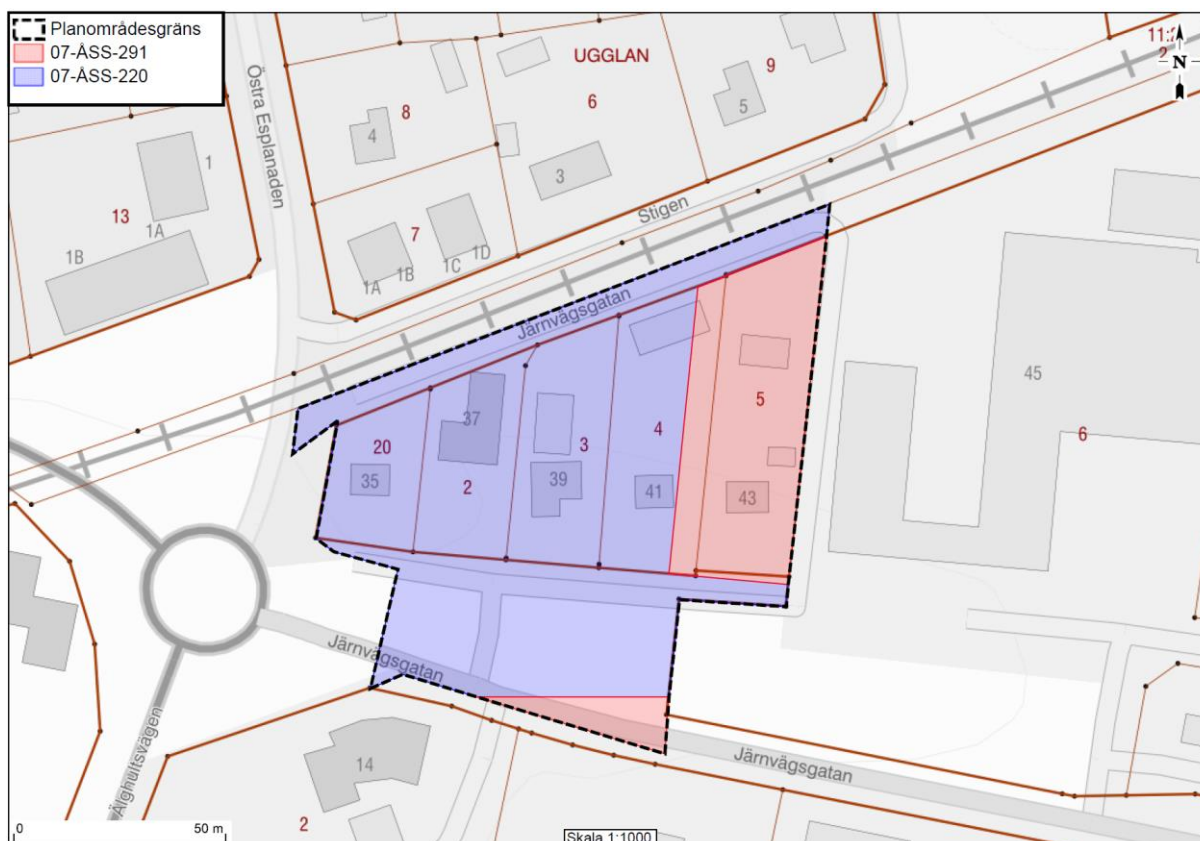 Planområdesgräns
07-ÅSS-291
07-ÅSS-220
N
UGGLAN
9
8
6
5
4
3
Östra Esplanaden
1
13
1A
1B
7
1A
1B
1C
1D
Stigen
Järnvägsgatan
45
6
37
5
20
3
4
35
2
39
41
43
Järnvägsgatan
Järnvägsgatan
Älghultsvägen
14
2
0
50 m
Skala 1:1000